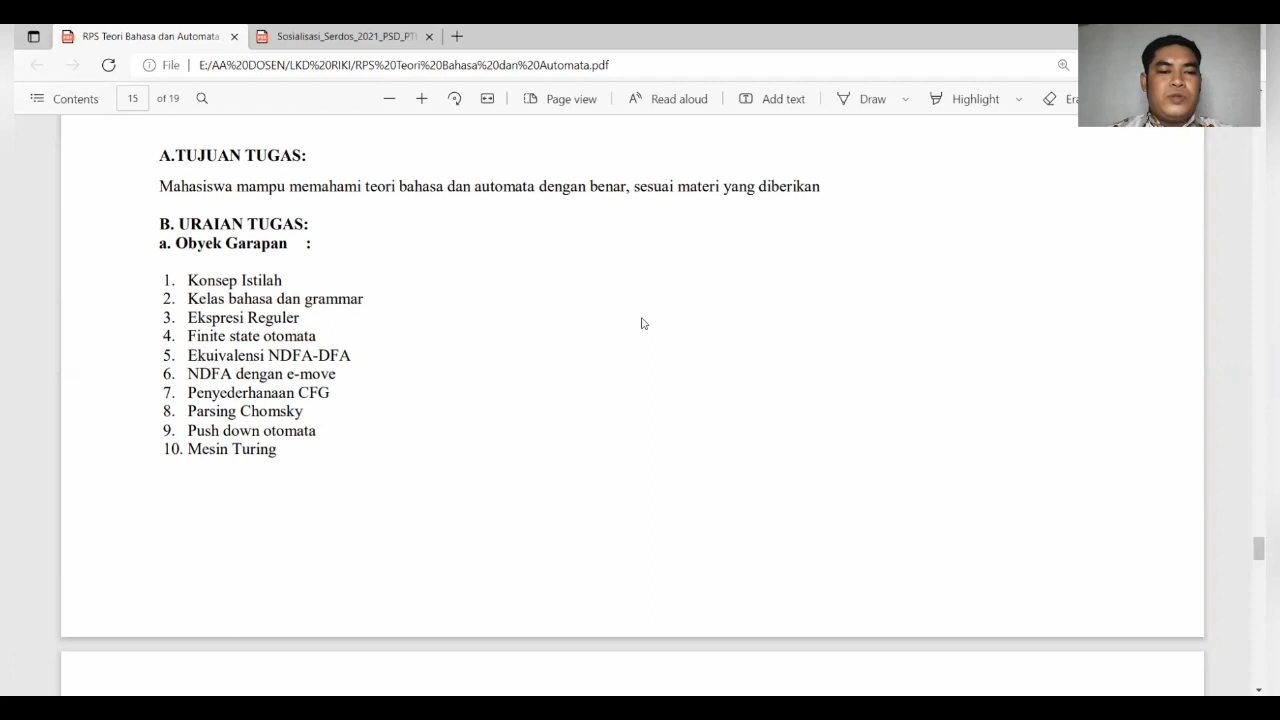 RPS Teori Bahasa dan Automata
Sosialisasi_Serdos_2021_PSD_PT
File
E:/AA%20DOSEN/LKD%20RIKI/RPS%20Teori%20Bahasa%20dan%20Automata.pdf
Contents
15
of 19
Page view
Read aloud
Add text
Draw
Highlight
Era
A.TUJUAN TUGAS:
Mahasiswa mampu memahami teori bahasa dan automata dengan benar, sesuai materi yang diberikan
B. URAIAN TUGAS:
a. Obyek Garapan :
1. Konsep Istilah
2. Kelas bahasa dan grammar
3. Ekspresi Reguler
4. Finite state otomata
5. Ekuivalensi NDFA-DFA
6. NDFA dengan e-move
7. Penyederhanaan CFG
8. Parsing Chomsky
9. Push down otomata
10. Mesin Turing